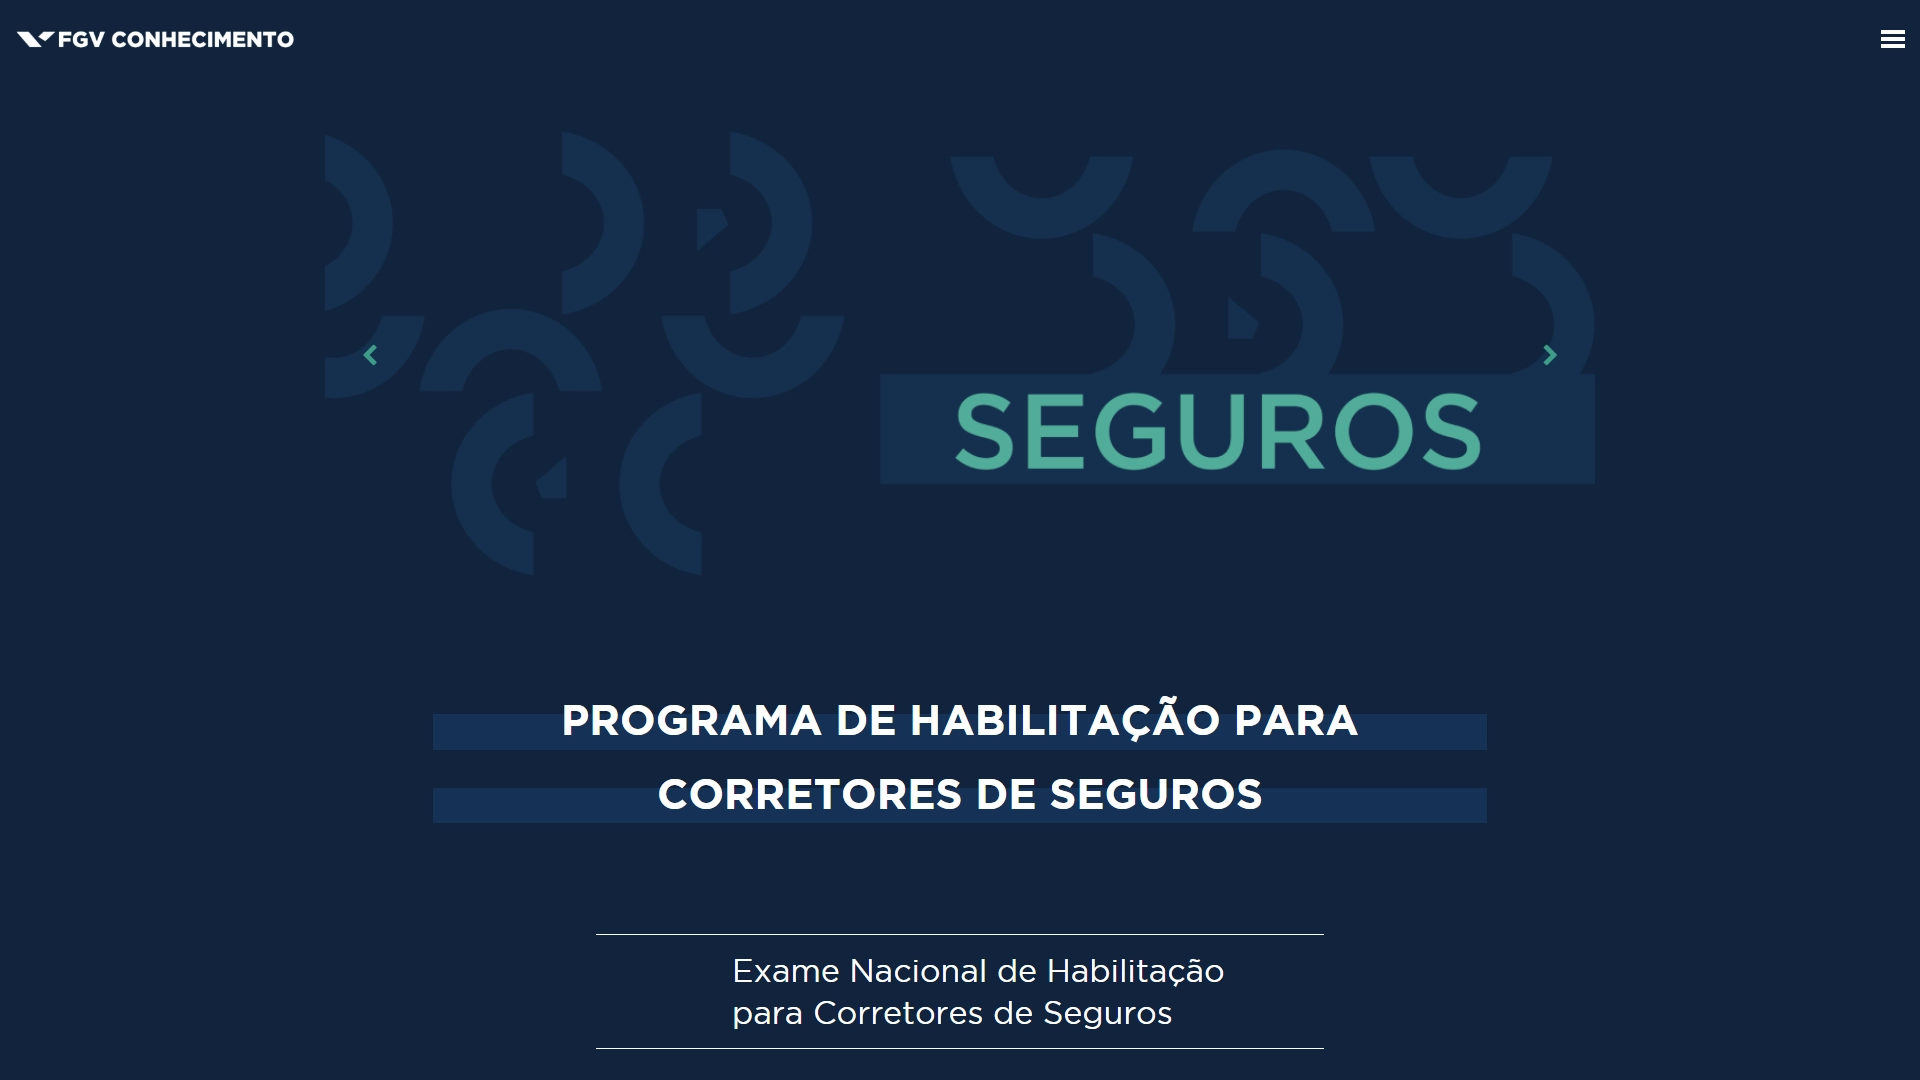 FGV CONHECIMENTO
SEGUROS
PROGRAMA DE HABILITAÇÃO PARA
CORRETORES DE SEGUROS
Exame Nacional de Habilitação
para Corretores de Seguros